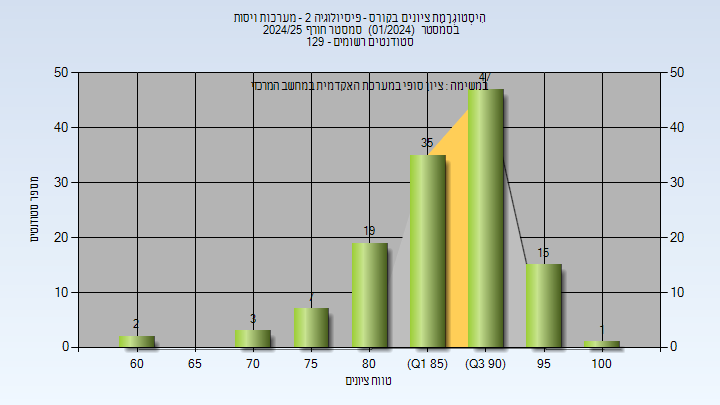 היסטוגרמת ציונים בקורס - פיסיולוגיה 2 - מערכות ויסות
בסמסטר (01/2024) סמסטר חורף 2024/25
סטודנטים רשומים - 129
במשימה : ציון סופי במערכת האקדמית במחשב המרכזי
מספר סטודנטים
50 50
40 40
30 30
20 20
10 10
0 0
2 3 7 19 35 47 15 1
60 65 70 75 80 (Q1 85) (Q3 90) 95 100
טווח ציונים